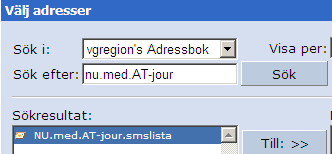 Välj adresser
Sök i: vgregion's Adressbok Visa per:
Sök efter: nu.med.AT-jour Sök
Sökresultat:
NU.med.AT-jour.smslista Till: >>